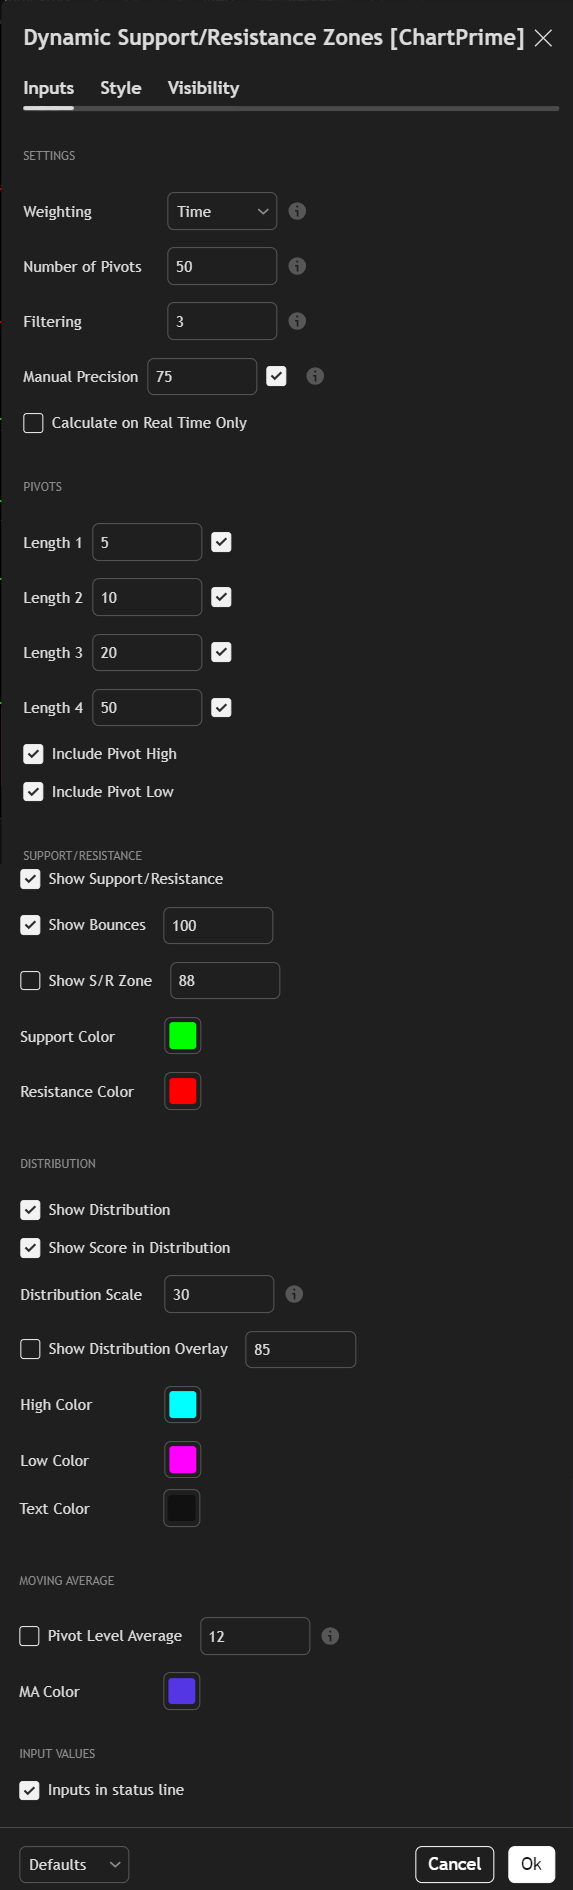 Dynamic Support/Resistance Zones [ChartPrime]
Inputs Style Visibility
SETTINGS
Weighting Time
Number of Pivots 50
Filtering 3
Manual Precision 75
Calculate on Real Time Only
PIVOTS
Length 1 5
Length 2 10
Length 3 20
Length 4 50
Include Pivot High
Include Pivot Low
SUPPORT/RESISTANCE
Show Support/Resistance
Show Bounces 100
Show S/R Zone 88
Support Color
Resistance Color
DISTRIBUTION
Show Distribution
Show Score in Distribution
Distribution Scale 30
Show Distribution Overlay 85
High Color
Low Color
Text Color
MOVING AVERAGE
Pivot Level Average 12
MA Color
INPUT VALUES
Inputs in status line
Defaults Cancel Ok